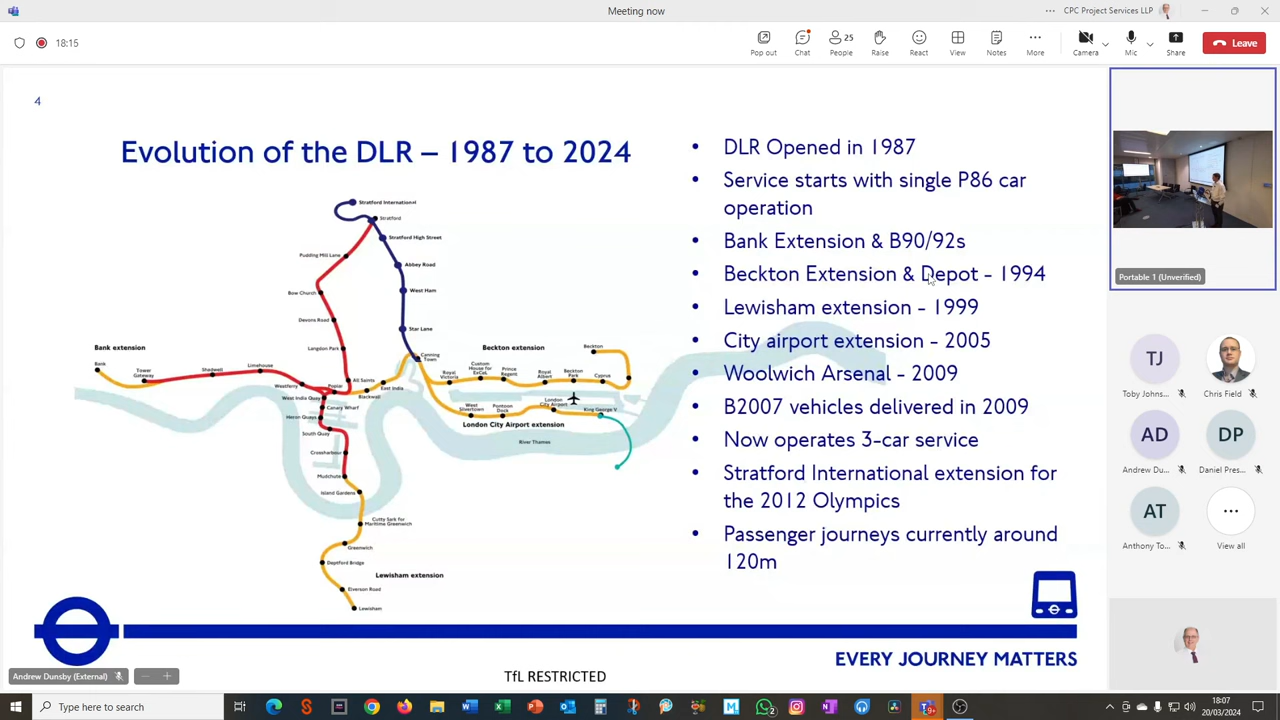 Meeting now
CPC Project Services LLP
18:15
Pop out
Chat
25
People
Raise
React
View
Notes
More
Camera
Mic
Share
Leave
4
Evolution of the DLR – 1987 to 2024
• DLR Opened in 1987
• Service starts with single P86 car
operation
• Bank Extension & B90/92s
• Beckton Extension & Depot - 1994
• Lewisham extension - 1999
• City airport extension - 2005
• Woolwich Arsenal - 2009
• 2007 vehicles delivered in 2009
• Now operates 3-car service
• Stratford International extension for
the 2012 Olympics
• Passenger journeys currently around
120m
Stratford International
Stratford
Stratford High Street
Pudding Mill Lane
Abbey Road
Bow Church
West Ham
Devons Road
Star Lane
Langdon Park
Bank extension
Beckton extension
Bank
Tower
Gateway
Shadwell
Limehouse
Westferry
Poplar
All Saints
Blackwall
East India
Canning
Town
Royal
Victoria
Custom
House for
ExCeL
Prince
Regent
Royal
Albert
Beckton
Park
Cyprus
Beckton
West India Quay
Canary Wharf
Heron Quays
South Quay
Crossharbour
Mudchute
Island Gardens
West
Silvertown
Pontoon
Dock
London
City Airport
King George V
London City Airport extension
River Thames
Cutty Sark for
Maritime Greenwich
Greenwich
Deptford Bridge
Lewisham extension
Elverson Road
Lewisham
EVERY JOURNEY MATTERS
TfL RESTRICTED
Andrew Dunsby (External)
Portable 1 (Unverified)
TJ
Toby Johns...
Chris Field
AD
Andrew Du...
DP
Daniel Pres...
AT
Anthony To...
View all
Type here to search
18:07
20/03/2024